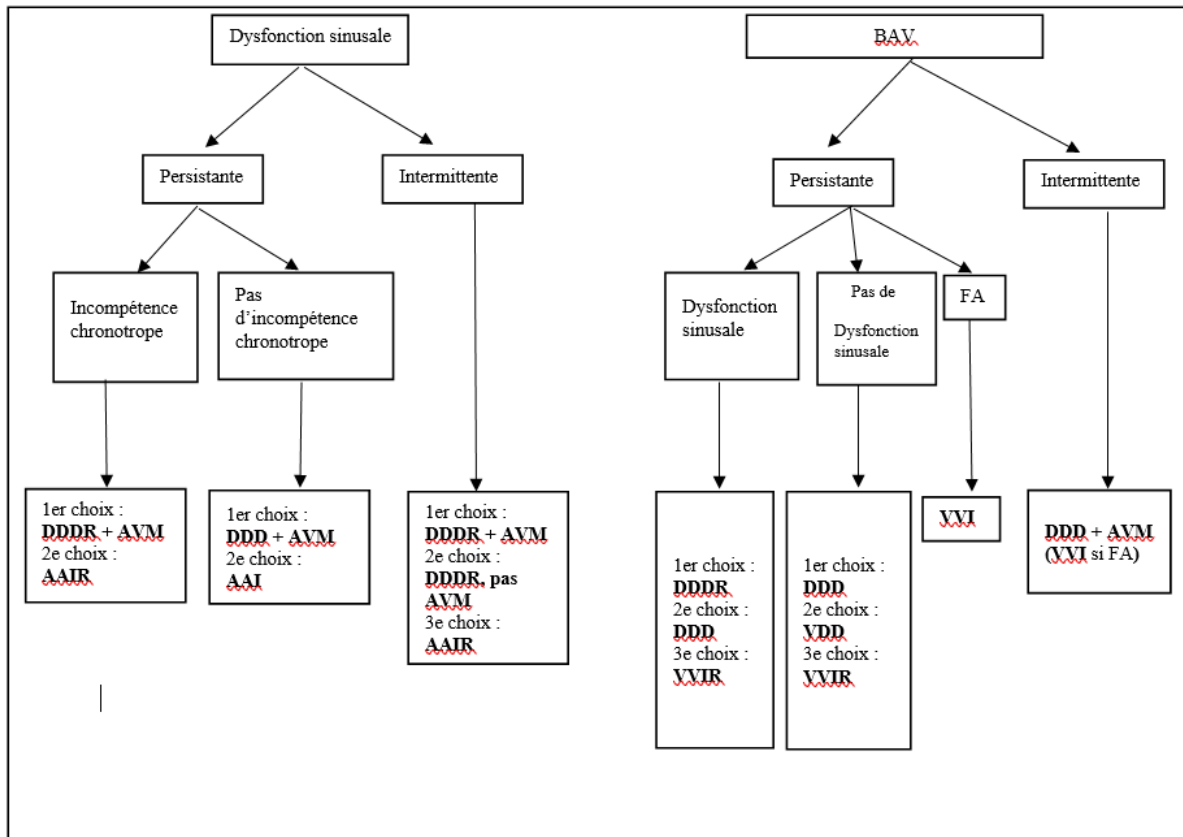 Dysfonction sinusale
Persistante
Intermittente
Incompétence
chronotrope
Pas
d’incompétence
chronotrope
1er choix :
DDDR + AVM
2e choix :
AAIR
1er choix :
DDD + AVM
2e choix :
AAI
1er choix :
DDDR + AVM
2e choix :
DDDR, pas
AVM
3e choix :
AAIR
BAV
Persistante
Intermittente
Dysfonction
sinusale
Pas de
Dysfonction
sinusale
FA
1er choix :
DDDR
2e choix :
DDD
3e choix :
VVIR
1er choix :
DDD
2e choix :
VDD
3e choix :
VVIR
VVI
DDD + AVM
(VVI si FA)